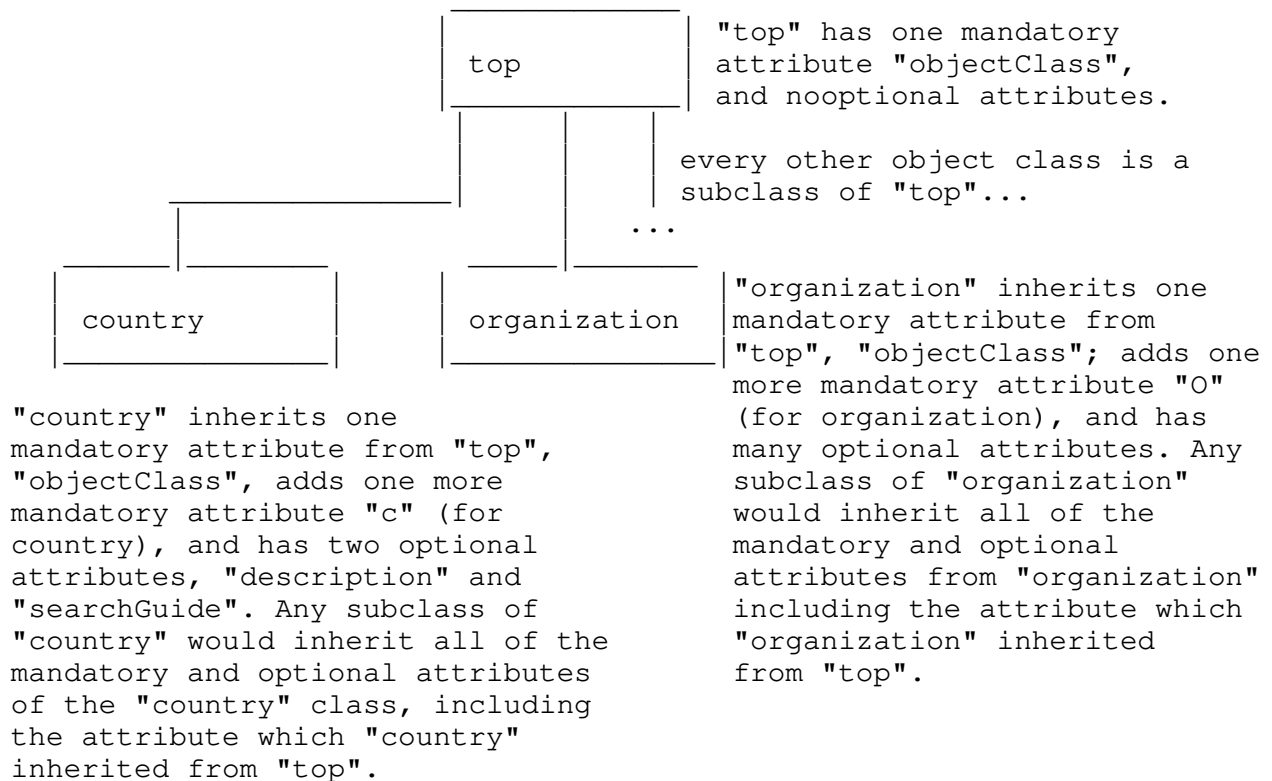 "top" has one mandatory
top
attribute "objectClass",
and nooptional attributes.
every other object class is a
subclass of "top"...
...
country
organization
"organization" inherits one
mandatory attribute from
"top", "objectClass"; adds one
more mandatory attribute "O"
(for organization), and has
many optional attributes. Any
subclass of "organization"
would inherit all of the
mandatory and optional
attributes from "organization"
including the attribute which
"organization" inherited
from "top".
"country" inherits one
mandatory attribute from "top",
"objectClass", adds one more
mandatory attribute "c" (for
country), and has two optional
attributes, "description" and
"searchGuide". Any subclass of
"country" would inherit all of the
mandatory and optional attributes
of the "country" class, including
the attribute which "country"
inherited from "top".